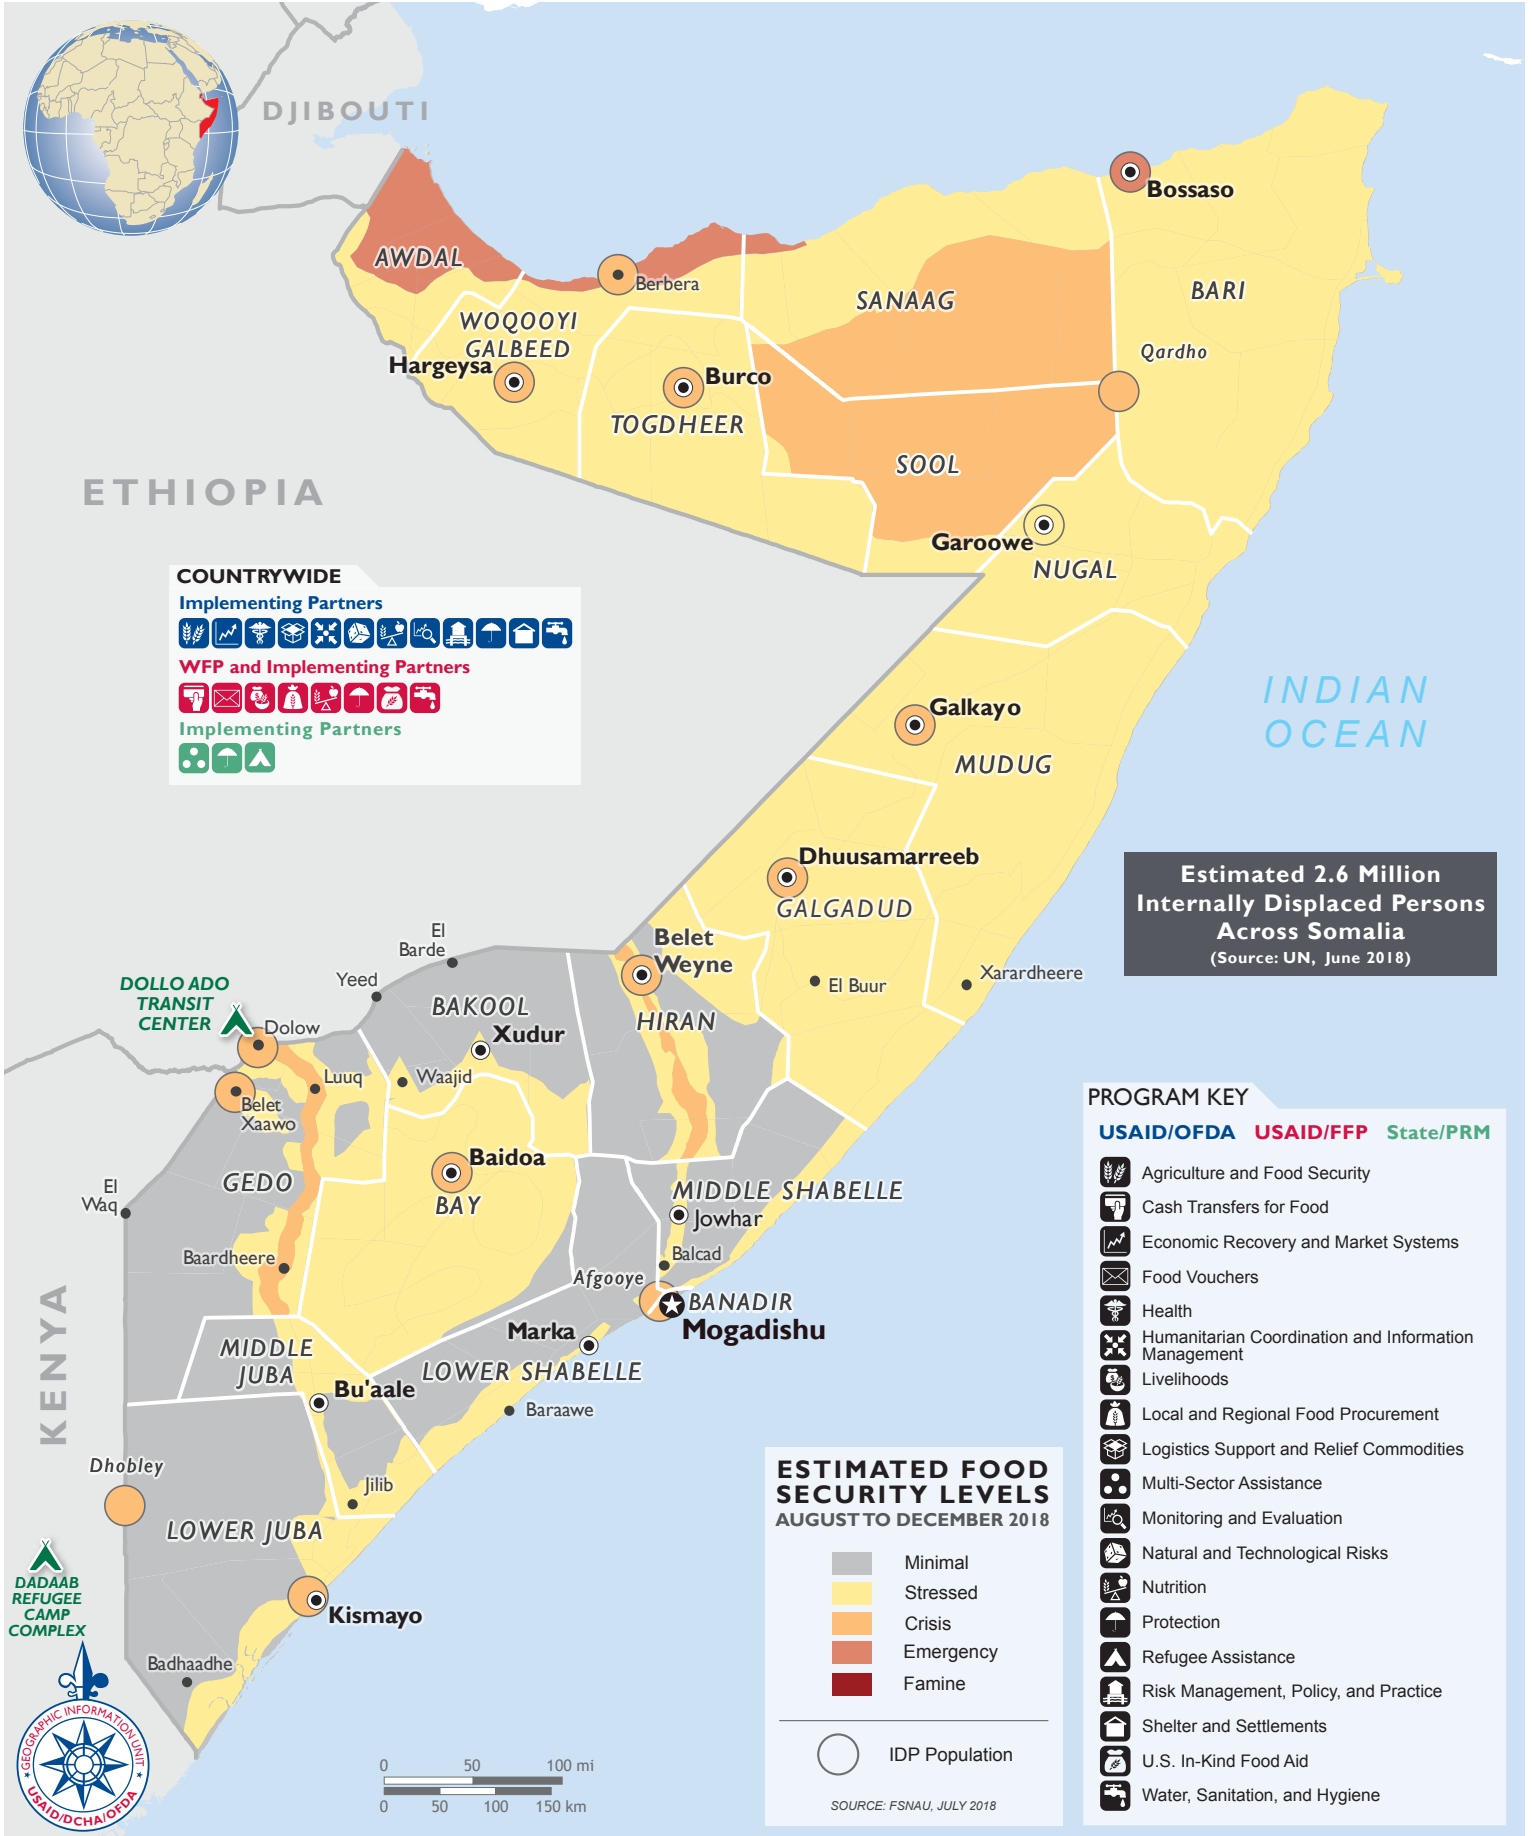 DJIBOUTI
Bossaso
AWDAL
Berbera
SANAAG
BARI
WOQOOYI
GALBEED
Qardho
Hargeysa
Burco
TOGDHEER
SOOL
ETHIOPIA
Garoowe
NUGAL
COUNTRYWIDE
Implementing Partners
WFP and Implementing Partners
Implementing Partners
INDIAN
OCEAN
Galkayo
MUDUG
Dhuusamarreeb
GALGADUD
Estimated 2.6 Million
Internally Displaced Persons
Across Somalia
(Source: UN, June 2018)
El
Barde
Belet
Weyne
Yeed
El Buur
Xarardheere
DOLLO ADO
TRANSIT
CENTER
BAKOOL
HIRAN
Dolow
Xudur
Luuq
Waajid
Belet
Xaawo
Baidoa
GEDO
BAY
El
Waq
MIDDLE SHABELLE
Jowhar
Baardheere
Balcad
Afgooye
BANADIR
Mogadishu
KENYA
Marka
MIDDLE
JUBA
LOWER SHABELLE
Bu'aale
Baraawe
Dhobley
Jilib
LOWER JUBA
DADAAB
REFUGEE
CAMP
COMPLEX
Kismayo
Badhaadhe
GEOGRAPHIC INFORMATION UNIT
USAID/DCHA/OFDA
0 50 100 mi
0 50 100 150 km
ESTIMATED FOOD
SECURITY LEVELS
AUGUST TO DECEMBER 2018
Minimal
Stressed
Crisis
Emergency
Famine
IDP Population
SOURCE: FSNAU, JULY 2018
PROGRAM KEY
USAID/OFDA USAID/FFP State/PRM
Agriculture and Food Security
Cash Transfers for Food
Economic Recovery and Market Systems
Food Vouchers
Health
Humanitarian Coordination and Information
Management
Livelihoods
Local and Regional Food Procurement
Logistics Support and Relief Commodities
Multi-Sector Assistance
Monitoring and Evaluation
Natural and Technological Risks
Nutrition
Protection
Refugee Assistance
Risk Management, Policy, and Practice
Shelter and Settlements
U.S. In-Kind Food Aid
Water, Sanitation, and Hygiene